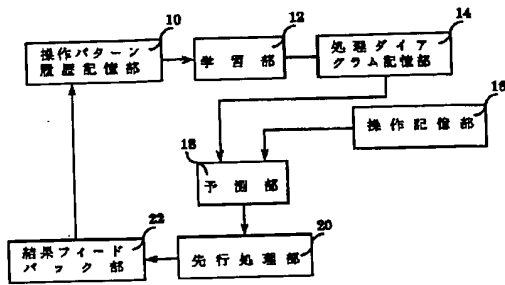 10
操作パターン
履歴記憶部
12
学習部
14
処理ダイア
グラム記憶部
16
操作記憶部
18
予測部
20
先行処理部
22
結果フィード
バック部